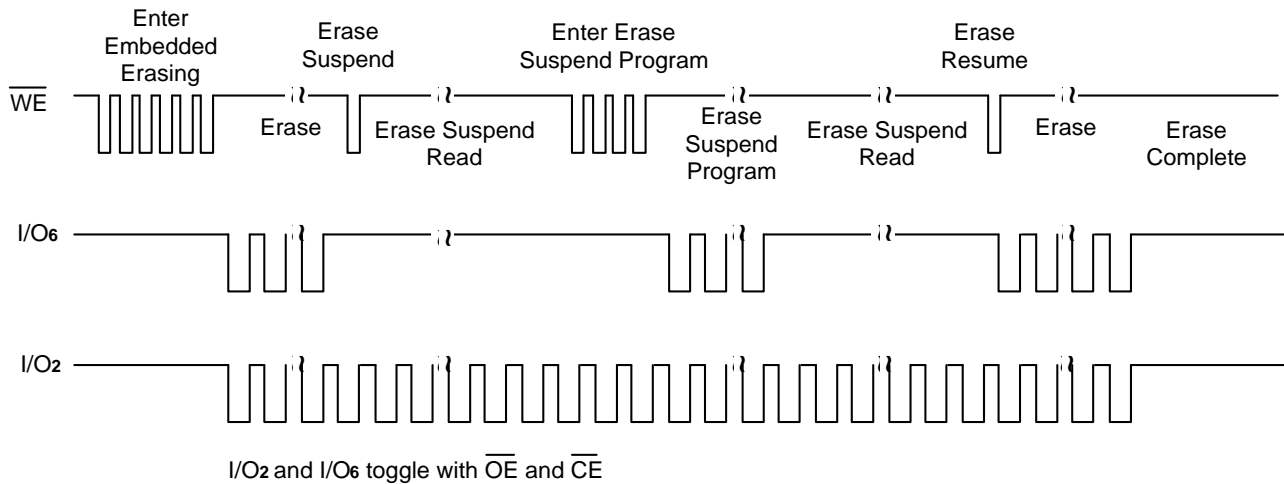 Enter
Embedded
Erasing
Erase
Suspend
Enter Erase
Suspend Program
Erase
Resume
WE
Erase
Erase Suspend
Read
Erase
Suspend
Program
Erase Suspend
Read
Erase
Erase
Complete
I/O6
I/O2
I/O2 and I/O6 toggle with OE and CE